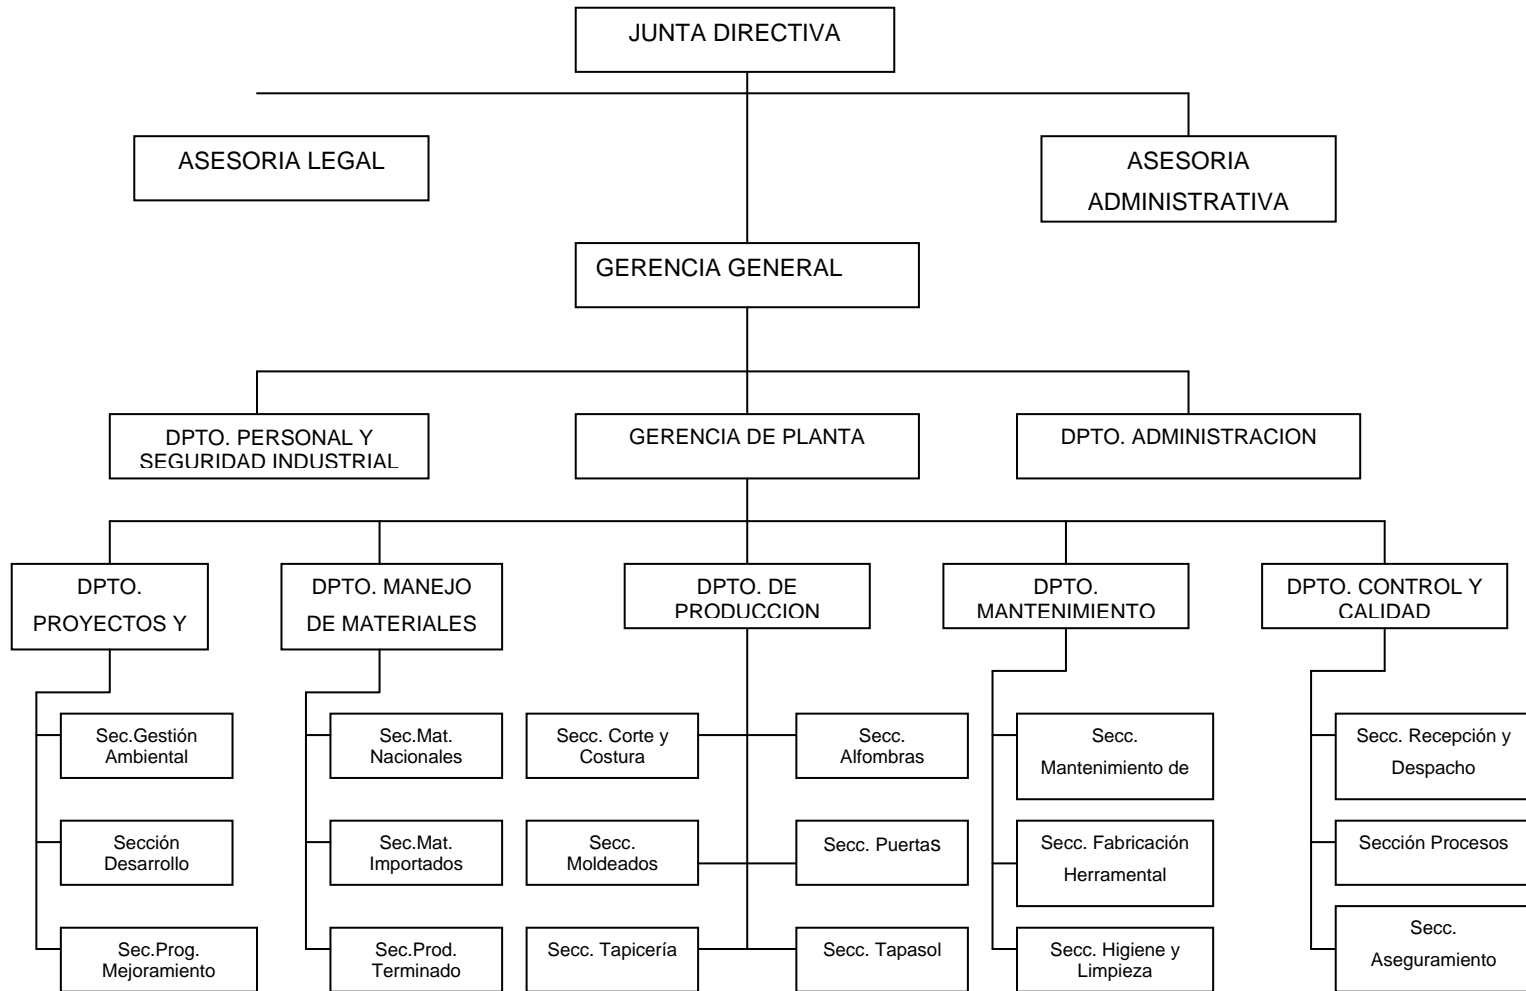 JUNTA DIRECTIVA
ASESORIA LEGAL
ASESORIA
ADMINISTRATIVA
GERENCIA GENERAL
DPTO. PERSONAL Y
SEGURIDAD INDUSTRIAL
GERENCIA DE PLANTA
DPTO. ADMINISTRACION
DPTO.
PROYECTOS Y
DPTO. MANEJO
DE MATERIALES
DPTO. DE
PRODUCCION
DPTO.
MANTENIMIENTO
DPTO. CONTROL Y
CALIDAD
Sec.Gestión
Ambiental
Sec.Mat.
Nacionales
Secc. Corte y
Costura
Secc.
Alfombras
Secc.
Mantenimiento de
Secc. Recepción y
Despacho
Sección
Desarrollo
Sec.Mat.
Importados
Secc.
Moldeados
Secc. Puertas
Secc. Fabricación
Herramental
Sección Procesos
Sec.Prog.
Mejoramiento
Sec.Prod.
Terminado
Secc. Tapicería
Secc. Tapasol
Secc. Higiene y
Limpieza
Secc.
Aseguramiento